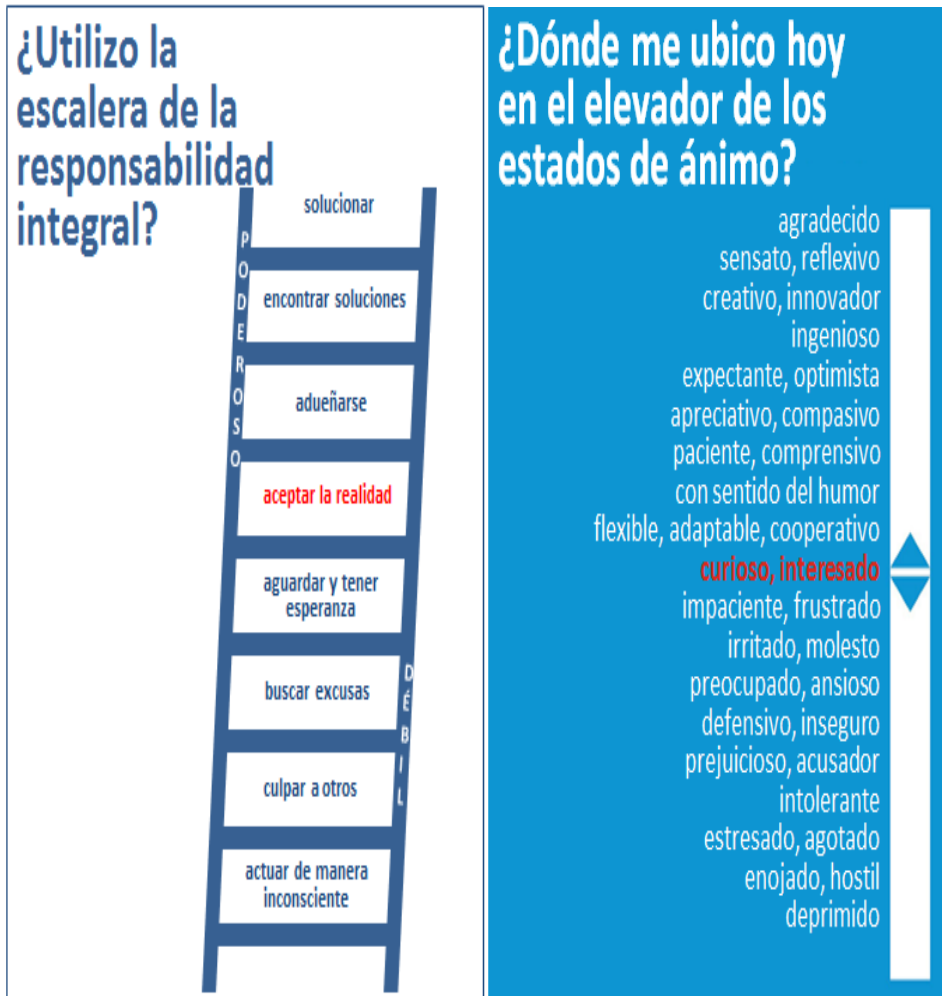 ¿Utilizo la
escalera de la
responsabilidad
integral?
PODEROSO
solucionar
encontrar soluciones
adueñarse
aceptar la realidad
aguardar y tener
esperanza
DÉBIL
buscar excusas
culpar a otros
actuar de manera
inconsciente
¿Dónde me ubico hoy
en el elevador de los
estados de ánimo?
agradecido
sensato, reflexivo
creativo, innovador
ingenioso
expectante, optimista
apreciativo, compasivo
paciente, comprensivo
con sentido del humor
flexible, adaptable, cooperativo
curioso, interesado
impaciente, frustrado
irritado, molesto
preocupado, ansioso
defensivo, inseguro
prejuicioso, acusador
intolerante
estresado, agotado
enojado, hostil
deprimido